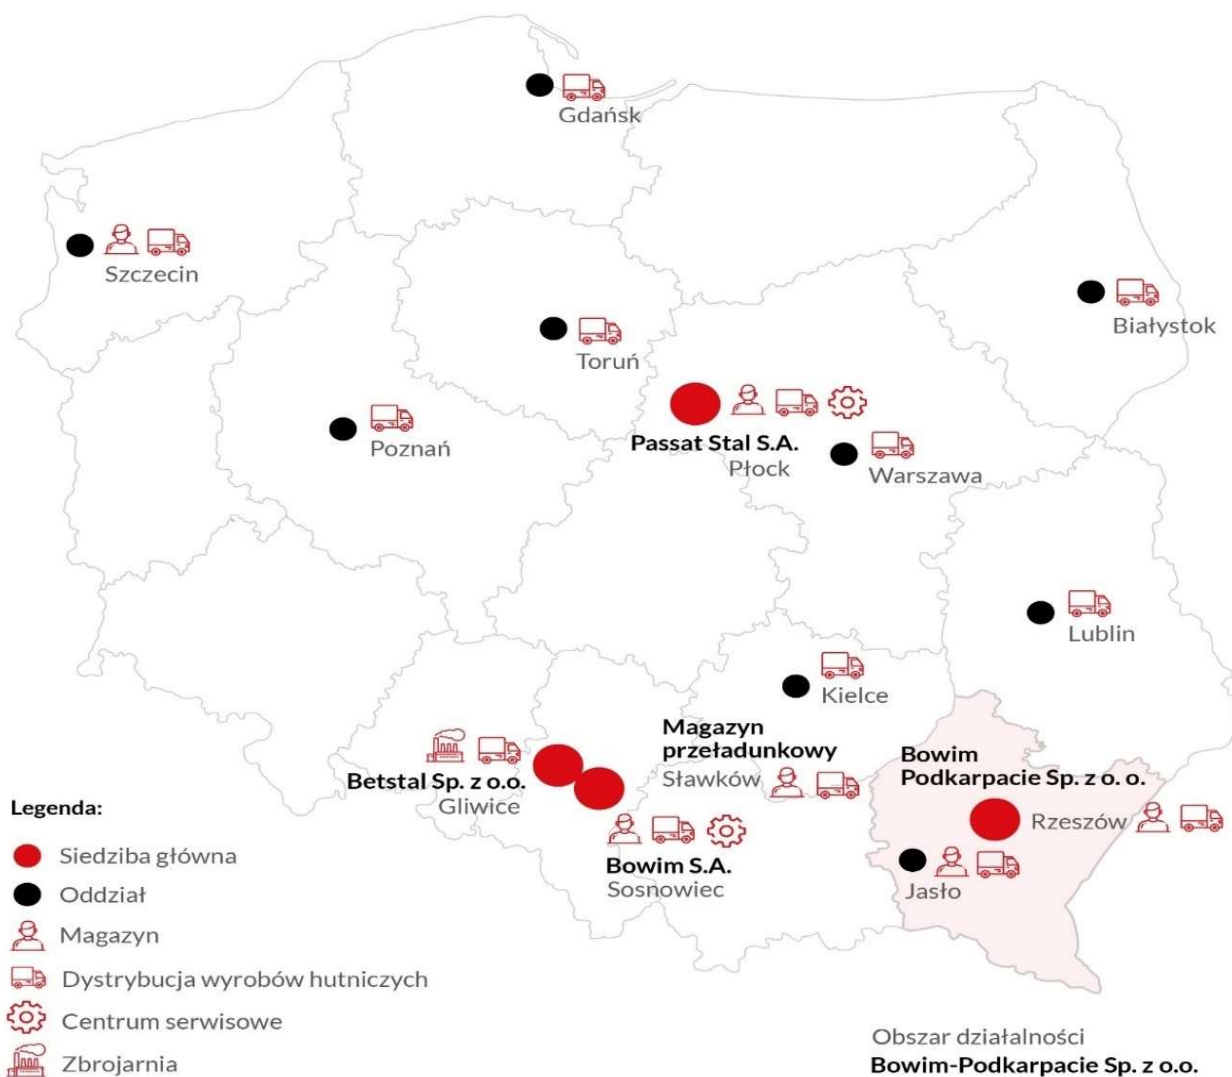 Gdańsk
Szczecin
Białystok
Toruń
Poznań
Passat Stal S.A.
Płock
Warszawa
Lublin
Kielce
Magazyn
przeładunkowy
Sławków
Betstal Sp. z o.o.
Gliwice
Bowim
Podkarpacie Sp. z o. o.
Rzeszów
Bowim S.A.
Sosnowiec
Jasło
Legenda:
Siedziba główna
Oddział
Magazyn
Dystrybucja wyrobów hutniczych
Centrum serwisowe
Zbrojarnia
Obszar działalności
Bowim-Podkarpacie Sp. z o.o.